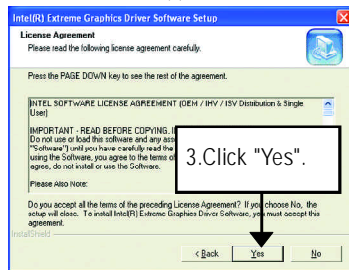 Intel(R) Extreme Graphics Driver Software Setup
License Agreement
Please read the following license agreement carefully.
Press the PAGE DOWN key to see the rest of the agreement.
INTEL SOFTWARE LICENSE AGREEMENT (OEM / IHV / ISV Distribution & Single
User)
IMPORTANT - READ BEFORE COPYING.
Do not use or load this software and any
"Software") until you have carefully read the
using the Software, you agree to the terms of
agree, do not install or use the Software.
Please Also Note:
3.Click "Yes".
Do you accept all the terms of the preceding License Agreement? If you choose No, the
setup will close. To install Intel(R) Extreme Graphics Driver Software, you must accept this
agreement.
InstallShield
< Back
Yes
No